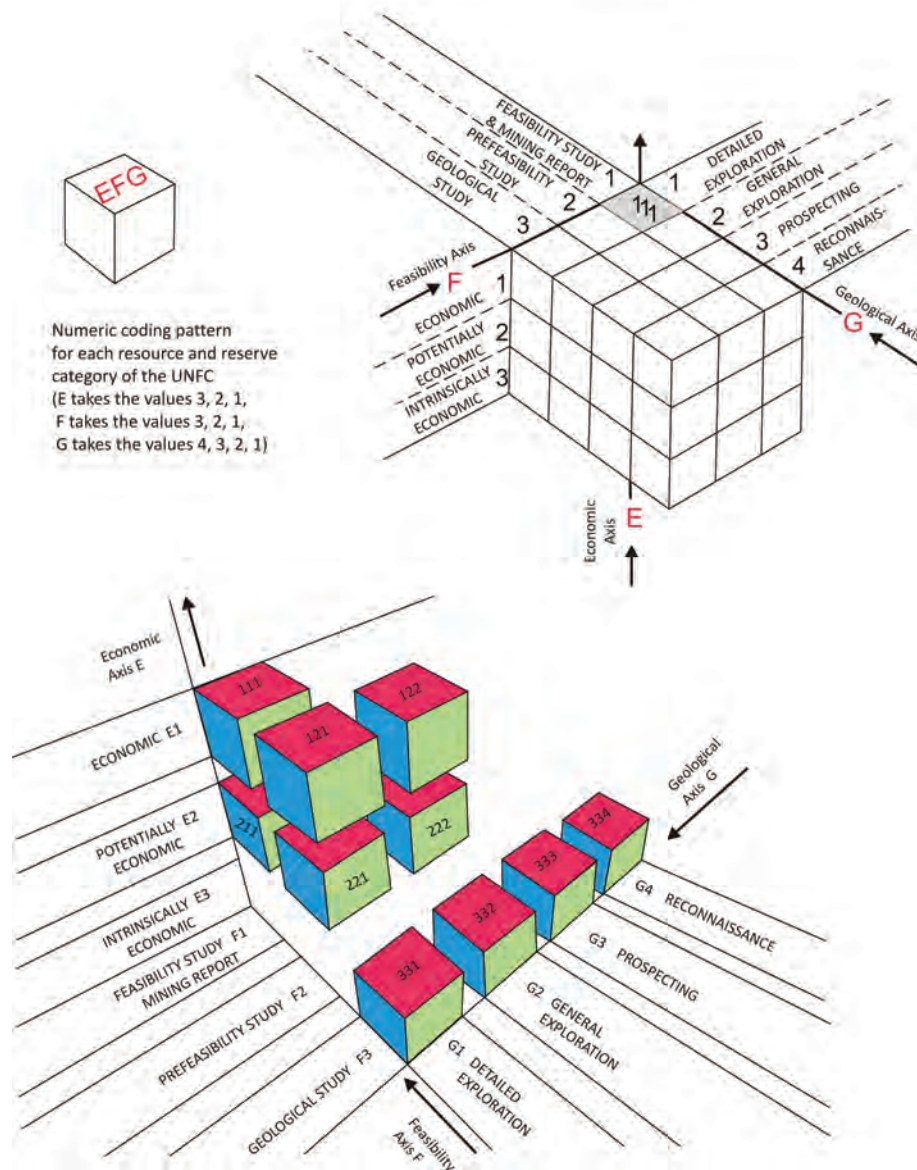 EFG
Numeric coding pattern
for each resource and reserve
category of the UNFC
(E takes the values 3, 2, 1,
F takes the values 3, 2, 1,
G takes the values 4, 3, 2, 1)
FEASIBILITY STUDY
& MINING REPORT
PREFEASIBILITY
STUDY
GEOLOGICAL
STUDY
1
2
3
DETAILED
EXPLORATION
GENERAL
EXPLORATION
PROSPECTING
RECONNAIS-
SANCE
1
2
3
4
111
Feasibility Axis
F
Geological Axis
G
1
ECONOMIC
2
POTENTIALLY
ECONOMIC
3
INTRINSICALLY
ECONOMIC
Economic
Axis
E
Economic
Axis E
ECONOMIC E1
POTENTIALLY E2
ECONOMIC
INTRINSICALLY E3
ECONOMIC
FEASIBILITY STUDY F1
MINING REPORT
PREFEASIBILITY STUDY F2
GEOLOGICAL STUDY F3
111
122
121
211
222
221
334
333
332
331
Geological
Axis G
G4 RECONNAISSANCE
G3 PROSPECTING
G2 GENERAL
EXPLORATION
G1 DETAILED
EXPLORATION
Feasibility
Axis F